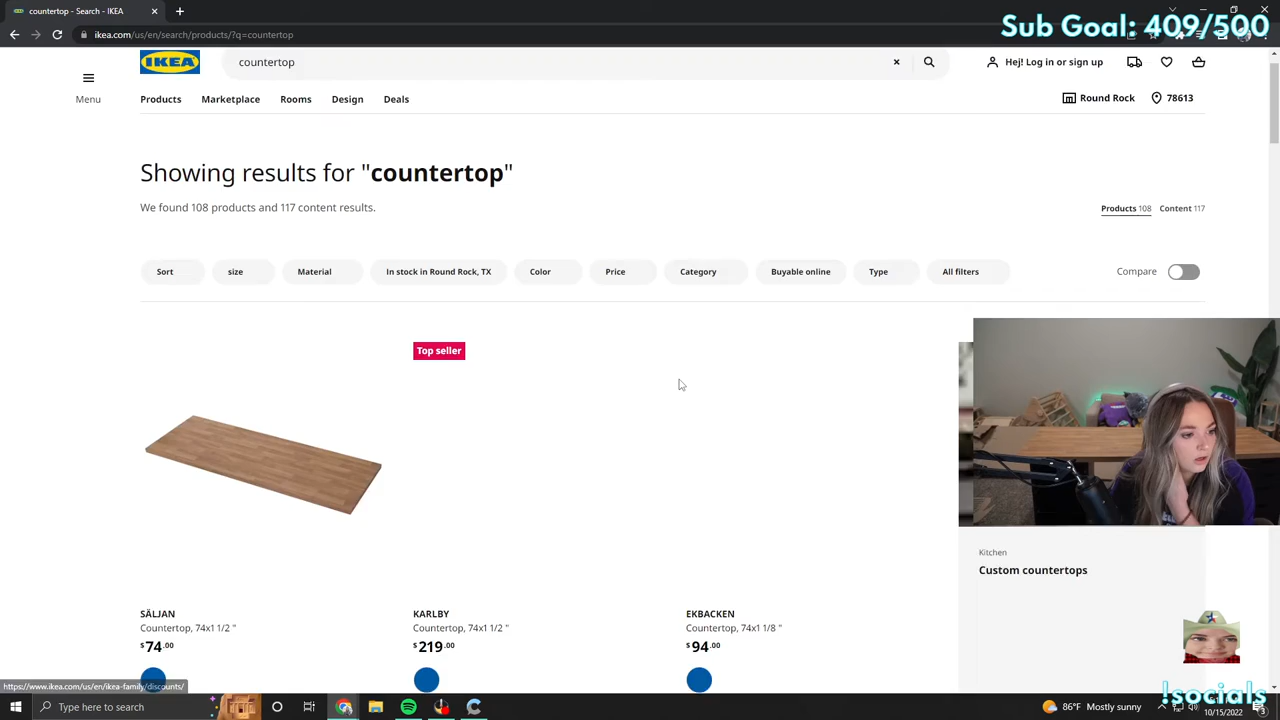 countertop - IKEA
Sub Goal: 409/500
ikea.com/us/en/search/products/?q=countertop
IKEA
countertop
Hej! Log in or sign up
Menu
Products
Marketplace
Rooms
Design
Deals
Round Rock
78613
Showing results for "countertop"
We found 108 products and 117 content results.
Products 108
Content 117
Sort
size
Material
In stock in Round Rock, TX
Color
Price
Category
Buyable online
Type
All filters
Compare
Top seller
Kitchen
Custom countertops
SÄLJAN
Countertop, 74x1 1/2 "
$74.00
KARLBY
Countertop, 74x1 1/2 "
$219.00
EKBACKEN
Countertop, 74x1 1/8 "
$94.00
https://www.ikea.com/us/en/ikea-family/discounts/
!socials
Type here to search
86°F Mostly sunny
10/15/2022